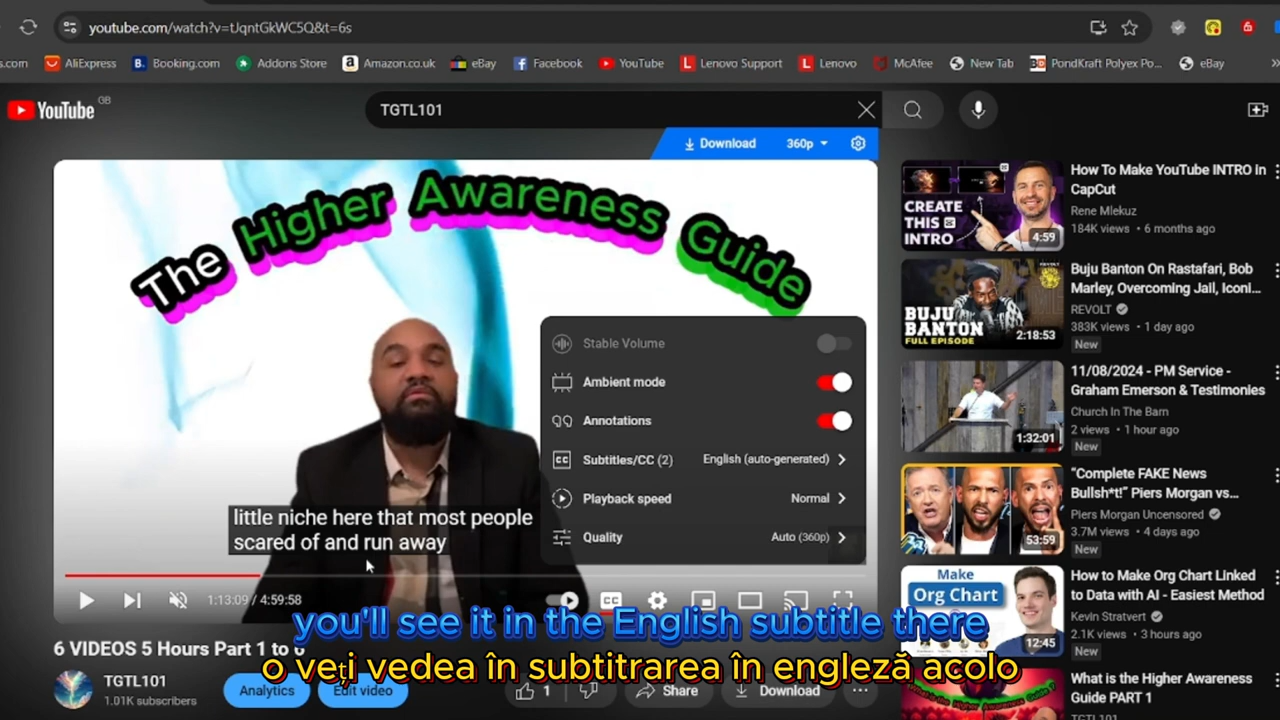 youtube.com/watch?v=tJqntGkWC5Q&t=6s
s.com AliExpress B. Booking.com Addons Store a Amazon.co.uk eBay Facebook YouTube L Lenovo Support L Lenovo McAfee New Tab PondKraft Polyex Po... eBay »
YouTube GB
TGTL101
Download 360p
The Higher Awareness Guide
Stable Volume
Ambient mode
Annotations
Subtitles/CC (2) English (auto-generated)
Playback speed Normal
Quality Auto (360p)
little niche here that most people
scared of and run away
1:13:09 / 4:59:58
CC
you'll see it in the English subtitle there
o veți vedea în subtitrarea în engleză acolo
6 VIDEOS 5 Hours Part 1 to 6
TGTL101
1.01K subscribers
Analytics
Edit video
1
Share
Download
CREATE
THIS
INTRO
4:59
How To Make YouTube INTRO in
CapCut
Rene Mlekuz
184K views • 6 months ago
REVOLT
BUJU
BANTON
FULL EPISODE
2:18:53
Buju Banton On Rastafari, Bob
Marley, Overcoming Jail, Iconi...
REVOLT
383K views • 1 day ago
New
1:32:01
11/08/2024 - PM Service -
Graham Emerson & Testimonies
Church In The Barn
2 views • 1 hour ago
New
53:59
“Complete FAKE News
Bullsh*t!” Piers Morgan vs...
Piers Morgan Uncensored
3.7M views • 4 days ago
New
Make
Org Chart
12:45
How to Make Org Chart Linked
to Data with AI - Easiest Method
Kevin Stratvert
2.1K views • 3 hours ago
New
What is the Higher Awareness
Guide PART 1
TGTL101